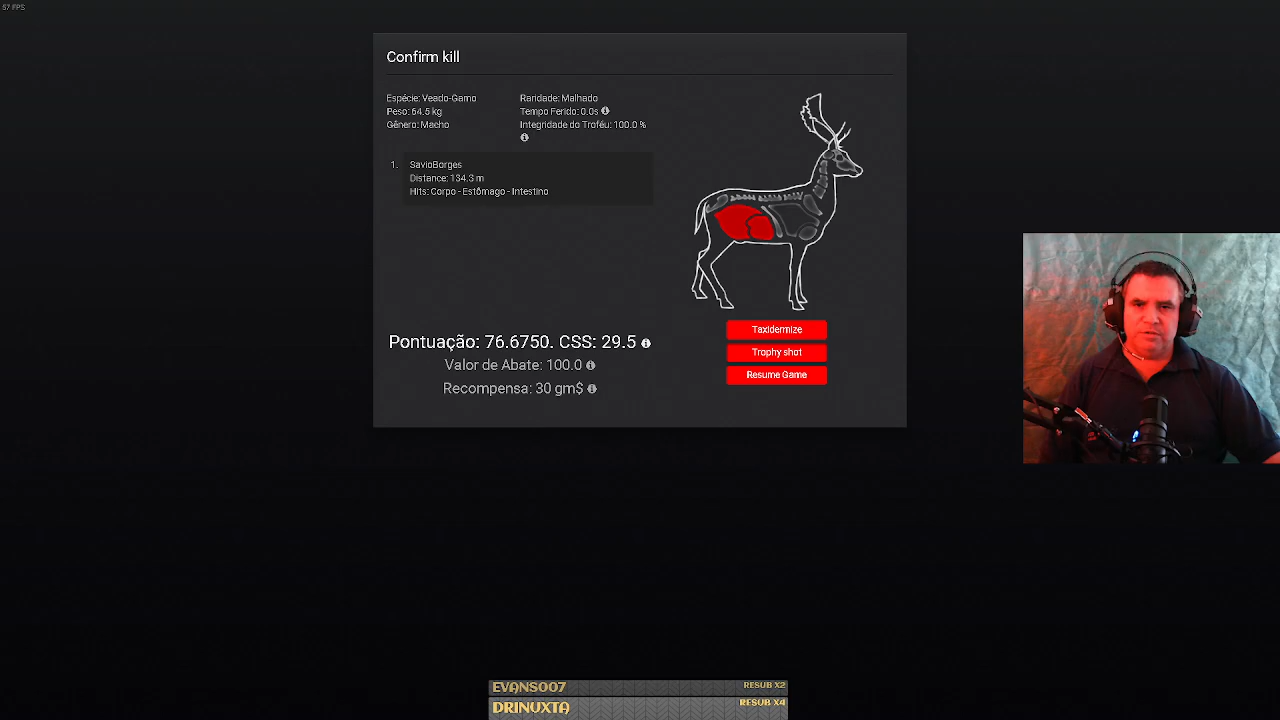 57 FPS
Confirm kill
Espécie: Veado-Gamo
Peso: 64.5 kg
Gênero: Macho
Raridade: Malhado
Tempo Ferido: 0.0s
Integridade do Troféu: 100.0 %
1. SavioBorges
Distance: 134.3 m
Hits: Corpo - Estômago - Intestino
Pontuação: 76.6750. CSS: 29.5
Valor de Abate: 100.0
Recompensa: 30 gm$
Taxidermize
Trophy shot
Resume Game
EVANS007 RESUB X2
DRINUXTA RESUB X4